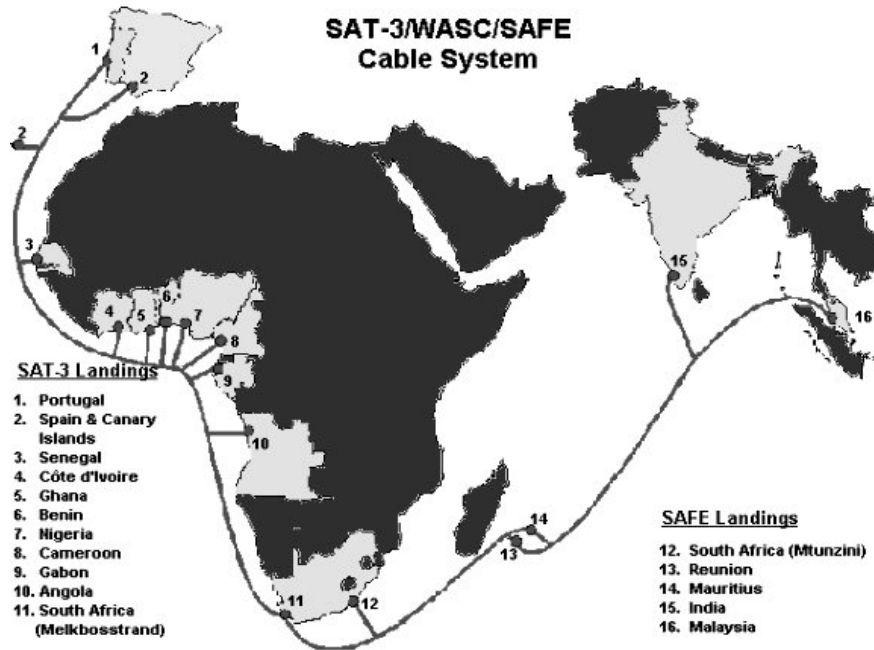 SAT-3/WASC/SAFE
Cable System
1
2
2
3
4
5
6
7
8
9
10
11
12
13
14
15
16
SAT-3 Landings
1. Portugal
2. Spain & Canary
Islands
3. Senegal
4. Côte d'Ivoire
5. Ghana
6. Benin
7. Nigeria
8. Cameroon
9. Gabon
10. Angola
11. South Africa
(Melkbosstrand)
SAFE Landings
12. South Africa (Mtunzini)
13. Reunion
14. Mauritius
15. India
16. Malaysia